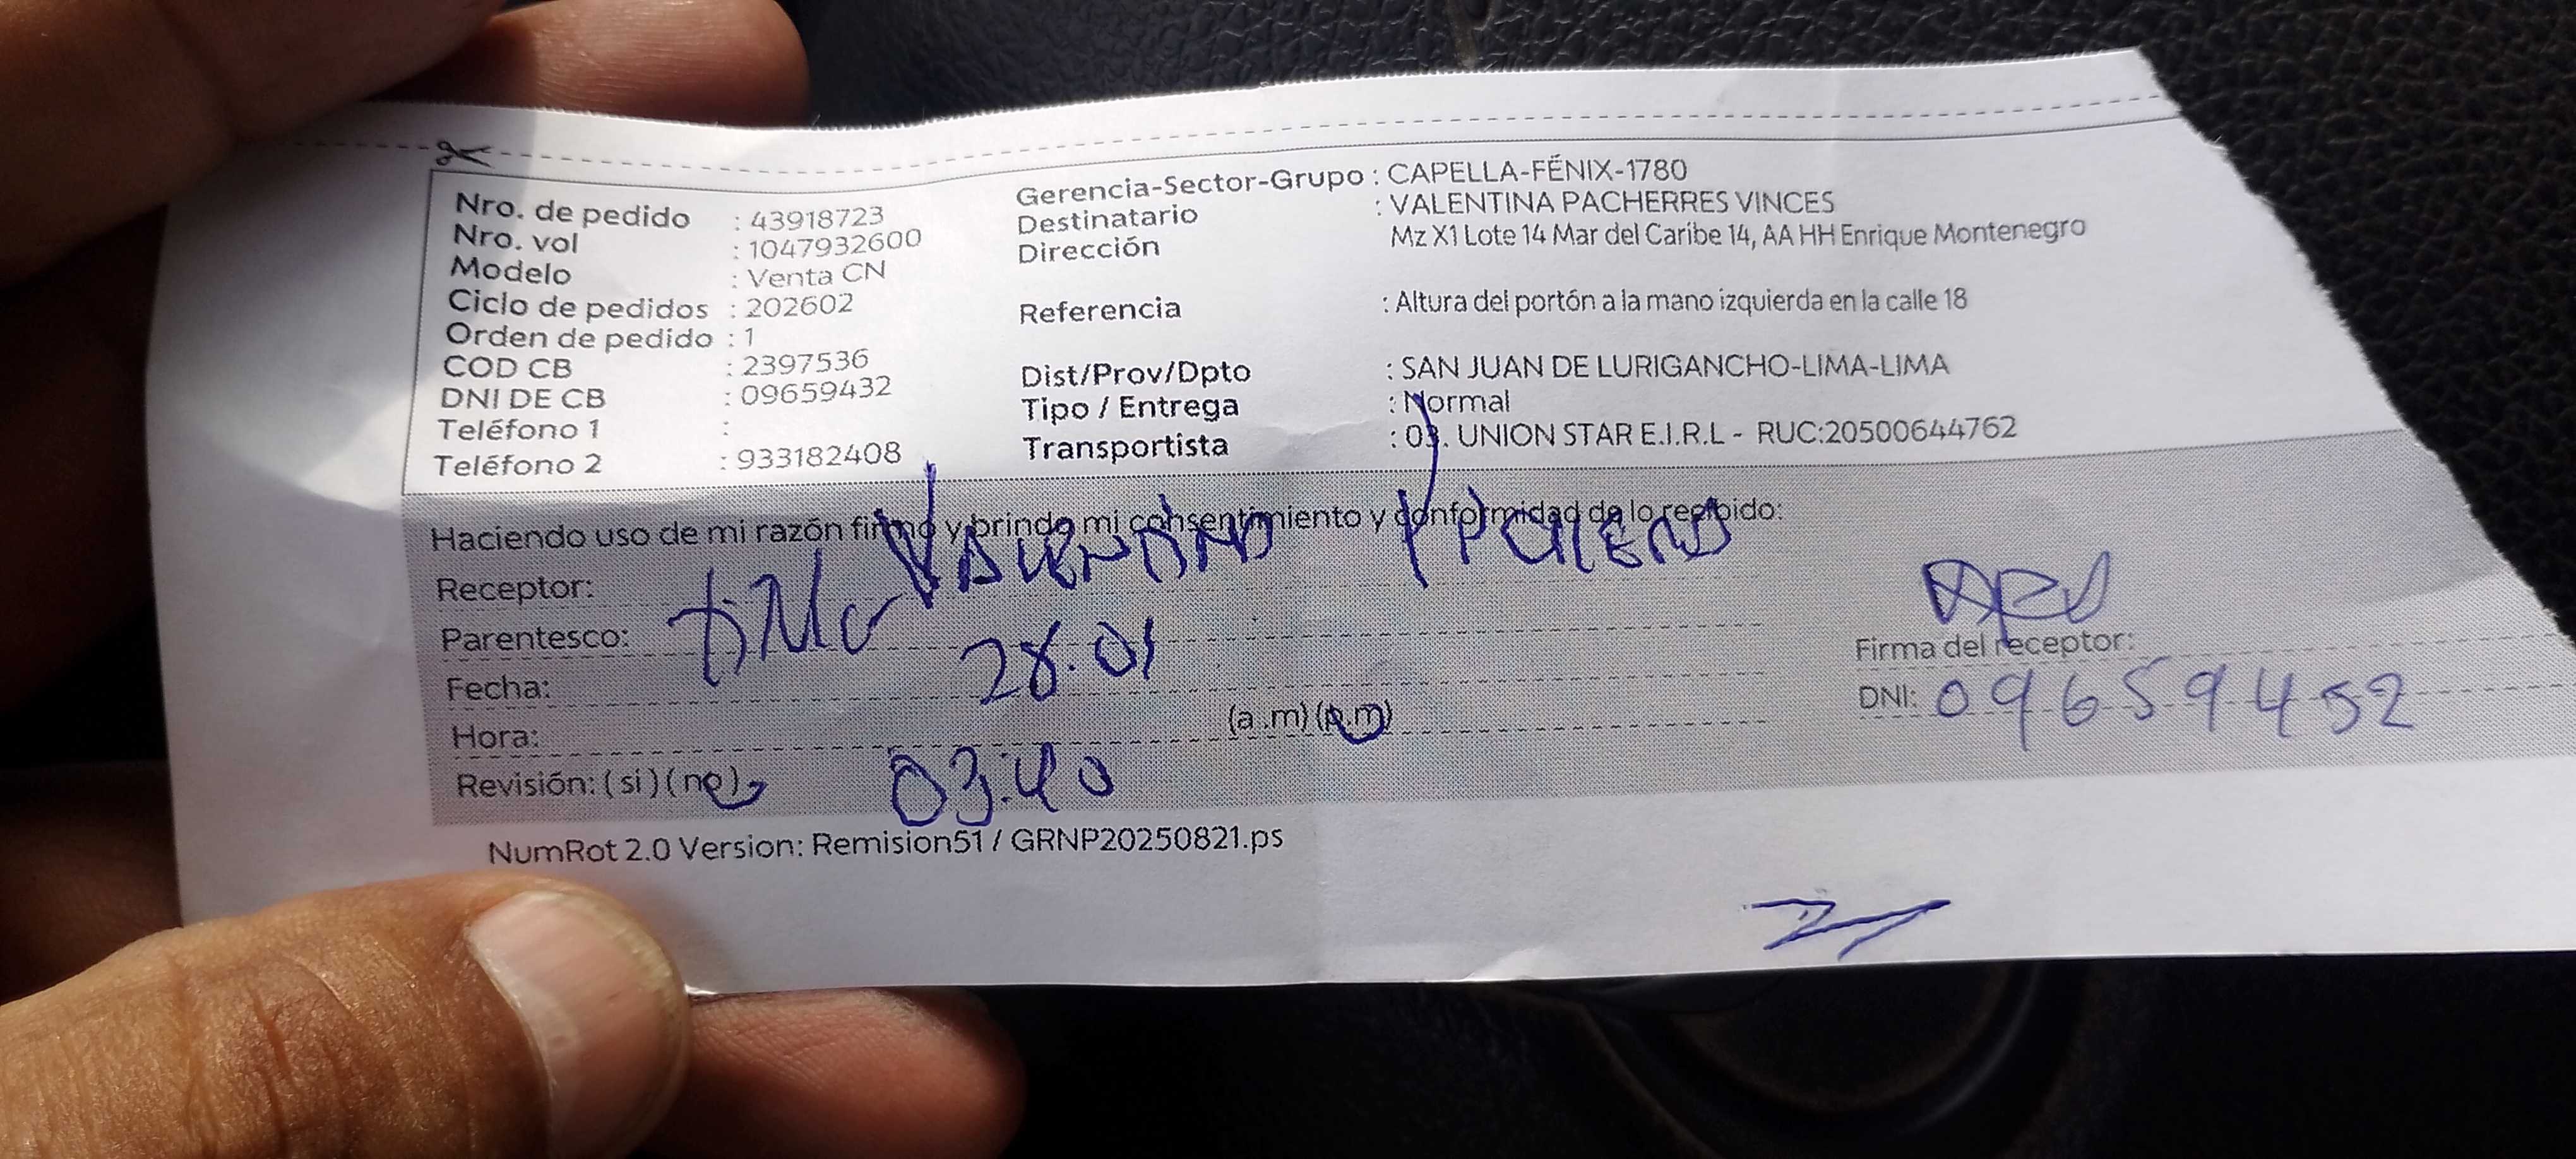 Nro. de pedido : 43918723
Nro. vol : 1047932600
Modelo : Venta CN
Ciclo de pedidos : 202602
Orden de pedido : 1
COD CB : 2397536
DNI DE CB : 09659432
Teléfono 1 :
Teléfono 2 : 933182408
Gerencia-Sector-Grupo : CAPELLA-FÉNIX-1780
Destinatario : VALENTINA PACHERRES VINCES
Dirección Mz X1 Lote 14 Mar del Caribe 14, AA HH Enrique Montenegro
Referencia : Altura del portón a la mano izquierda en la calle 18
Dist/Prov/Dpto : SAN JUAN DE LURIGANCHO-LIMA-LIMA
Tipo / Entrega : Normal
Transportista : 03. UNION STAR E.I.R.L - RUC:20500644762
Haciendo uso de mi razón firmo y brindo mi consentimiento y conformidad de lo recibido:
Receptor:
Parentesco:
Fecha: 28.01
Hora: (a.m) (p.m)
Revisión: (si) (no) 03:40
Firma del receptor:
DNI: 09659452
NumRot 2.0 Version: Remision51 / GRNP20250821.ps